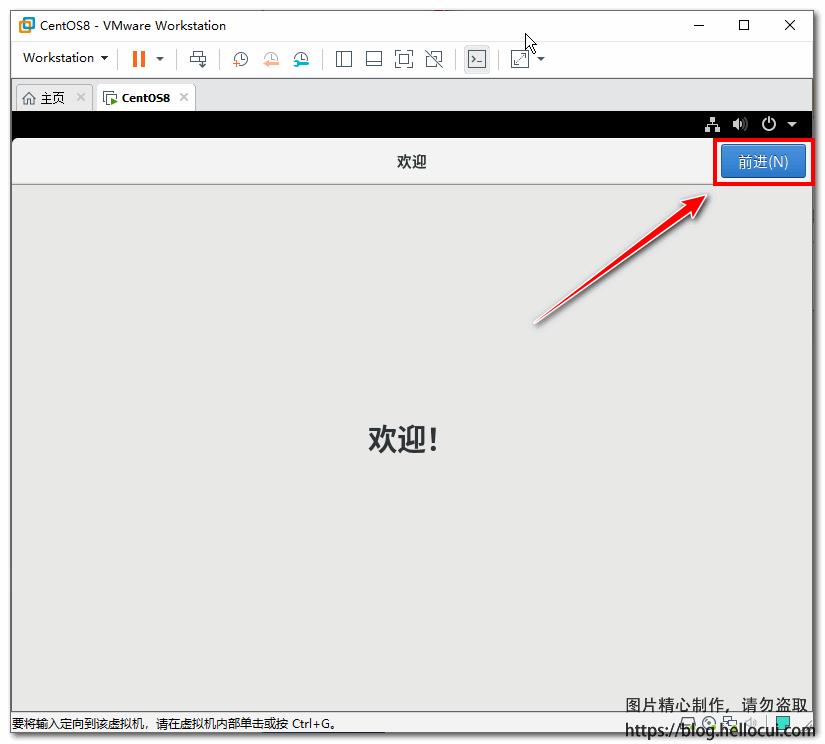 CentOS8 - VMware Workstation
Workstation
主页
CentOS8
欢迎
前进(N)
欢迎!
图片精心制作，请勿盗取
要将输入定向到该虚拟机，请在虚拟机内部单击或按 Ctrl+G。
https://blog.hellocui.com